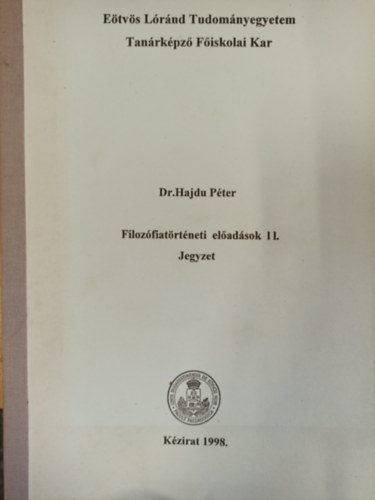 Eötvös Lóránd Tudományegyetem
Tanárképző Főiskolai Kar
Dr.Hajdu Péter
Filozófiatörténeti előadások II.
Jegyzet
Kézirat 1998.